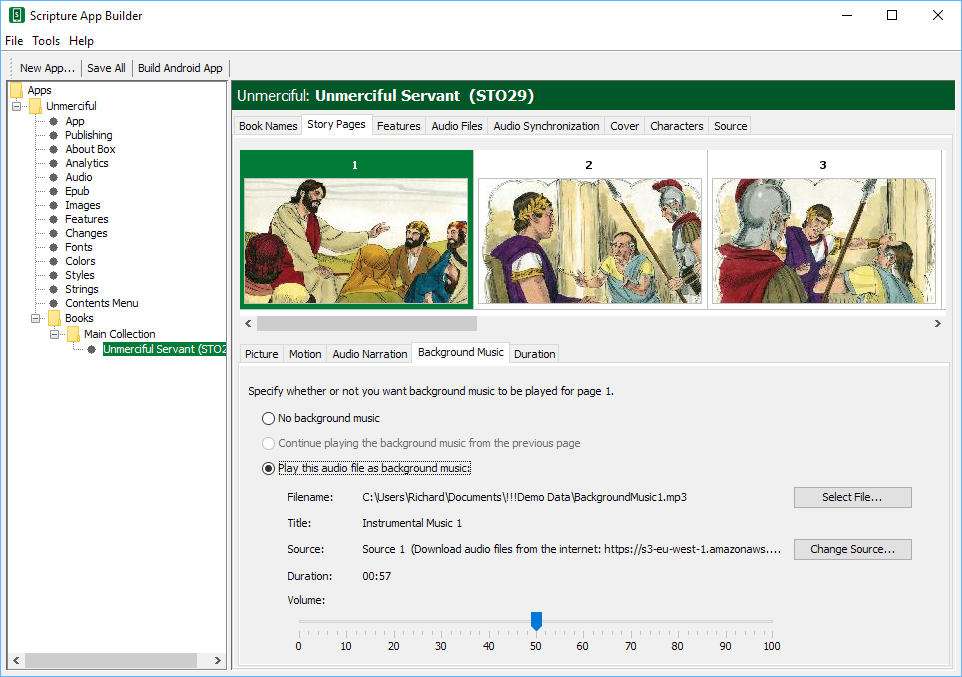 Scripture App Builder
File Tools Help
New App... Save All Build Android App
Apps
Unmerciful
App
Publishing
About Box
Analytics
Audio
Epub
Images
Features
Changes
Fonts
Colors
Styles
Strings
Contents Menu
Books
Main Collection
Unmerciful Servant (STO2
Unmerciful: Unmerciful Servant (STO29)
Book Names Story Pages Features Audio Files Audio Synchronization Cover Characters Source
1 2 3
Picture Motion Audio Narration Background Music Duration
Specify whether or not you want background music to be played for page 1.
No background music
Continue playing the background music from the previous page
Play this audio file as background music:
Filename: C:\Users\Richard\Documents\!!!Demo Data\BackgroundMusic1.mp3 Select File...
Title: Instrumental Music 1
Source: Source 1 (Download audio files from the internet: https://s3-eu-west-1.amazonaws.... Change Source...
Duration: 00:57
Volume:
0 10 20 30 40 50 60 70 80 90 100